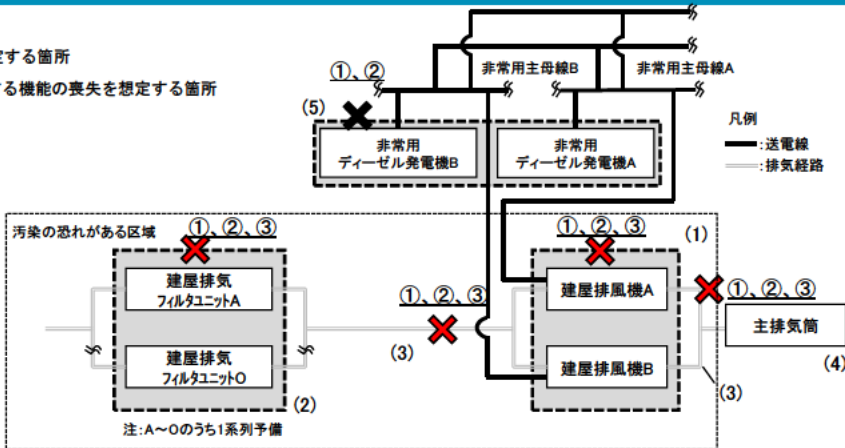 定する箇所
する機能の喪失を想定する箇所
①、②
非常用主母線B
非常用主母線A
(5)
非常用
ディーゼル発電機B
非常用
ディーゼル発電機A
凡例
:送電線
:排気経路
汚染の恐れがある区域
①、②、③
①、②、③
(1)
建屋排気
フィルタユニットA
①、②、③
建屋排風機A
①、②、③
主排気筒
(3)
建屋排気
フィルタユニットO
建屋排風機B
(4)
(2)
(3)
注:A～Oのうち1系列予備